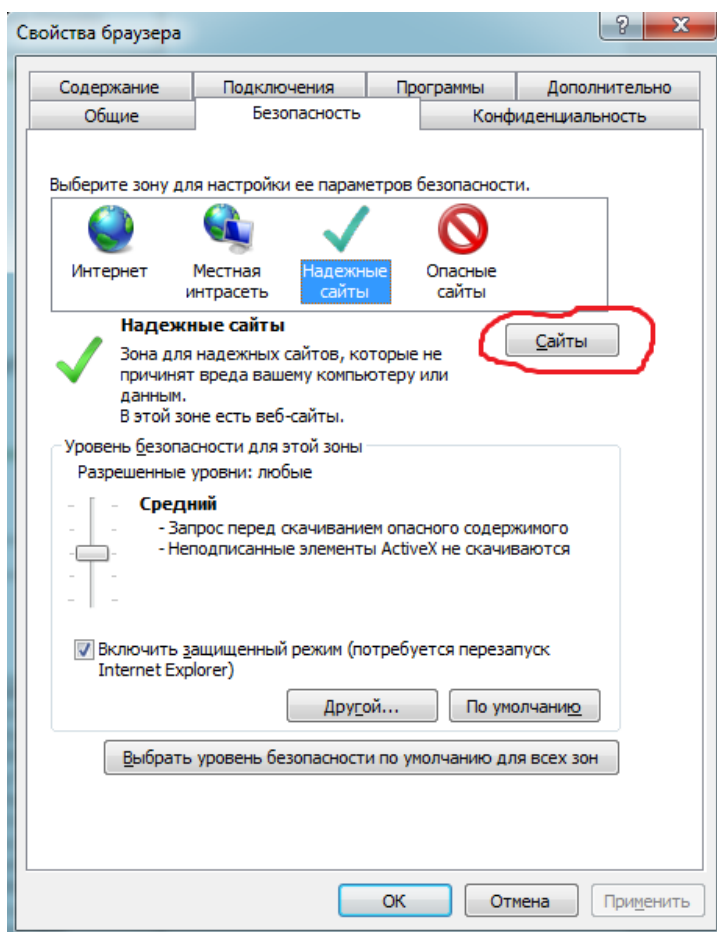 Свойства браузера
?
X
Содержание
Подключения
Программы
Дополнительно
Общие
Безопасность
Конфиденциальность
Выберите зону для настройки ее параметров безопасности.
Интернет
Местная
интрасеть
Надежные
сайты
Опасные
сайты
Надежные сайты
Зона для надежных сайтов, которые не
причинят вреда вашему компьютеру или
данным.
В этой зоне есть веб-сайты.
Сайты
Уровень безопасности для этой зоны
Разрешенные уровни: любые
Средний
- Запрос перед скачиванием опасного содержимого
- Неподписанные элементы ActiveX не скачиваются
Включить защищенный режим (потребуется перезапуск
Internet Explorer)
Другой...
По умолчанию
Выбрать уровень безопасности по умолчанию для всех зон
ОК
Отмена
Применить